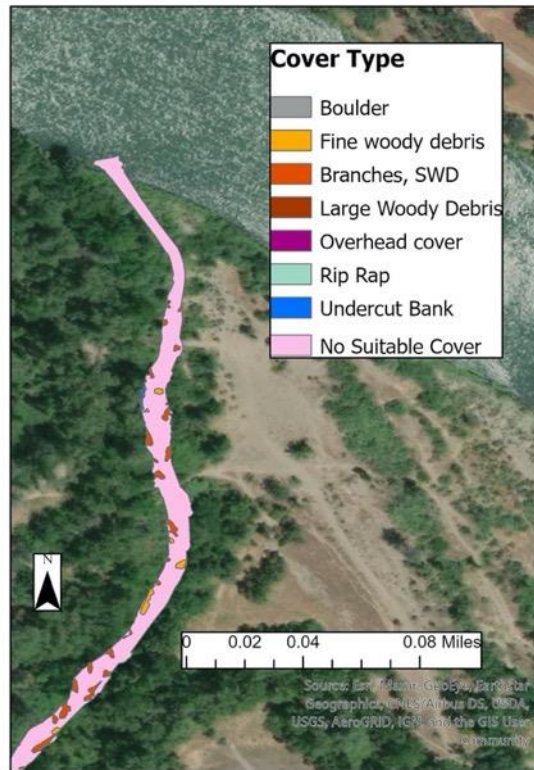 Cover Type
Boulder
Fine woody debris
Branches, SWD
Large Woody Debris
Overhead cover
Rip Rap
Undercut Bank
No Suitable Cover
N
0 0.02 0.04 0.08 Miles
Source: Esri, Maxar, GeoEye, Earthstar
Geographics, CNES/Airbus DS, USDA,
USGS, AeroGRID, IGN, and the GIS User
Community